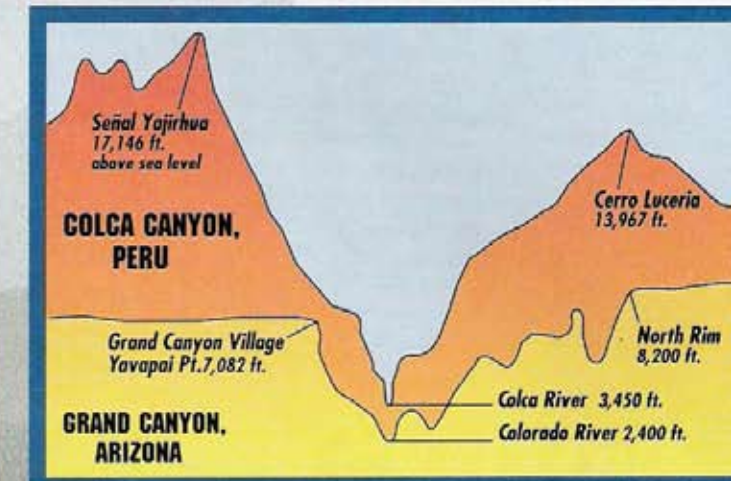 Señal Yajirhua
17,146 ft.
above sea level
COLCA CANYON,
PERU
Cerro Luceria
13,967 ft.
Grand Canyon Village
Yavapai Pt.7,082 ft.
North Rim
8,200 ft.
Colca River 3,450 ft.
Colorado River 2,400 ft.
GRAND CANYON,
ARIZONA